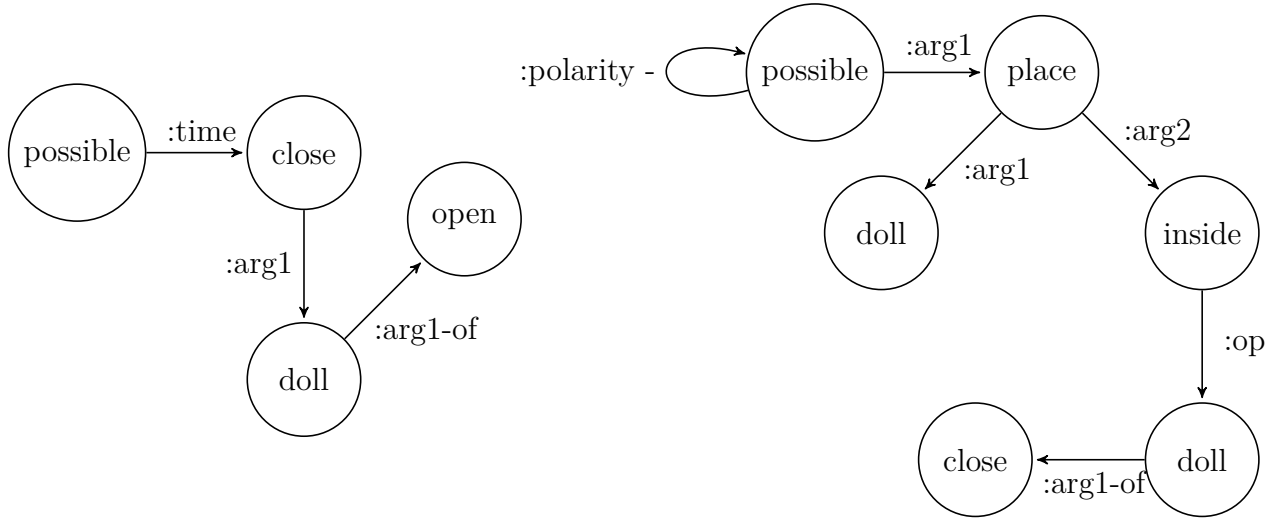 possible
:time
close
:arg1
doll
:arg1-of
open
:polarity -
possible
:arg1
place
:arg1
doll
:arg2
inside
:op
doll
:arg1-of
close